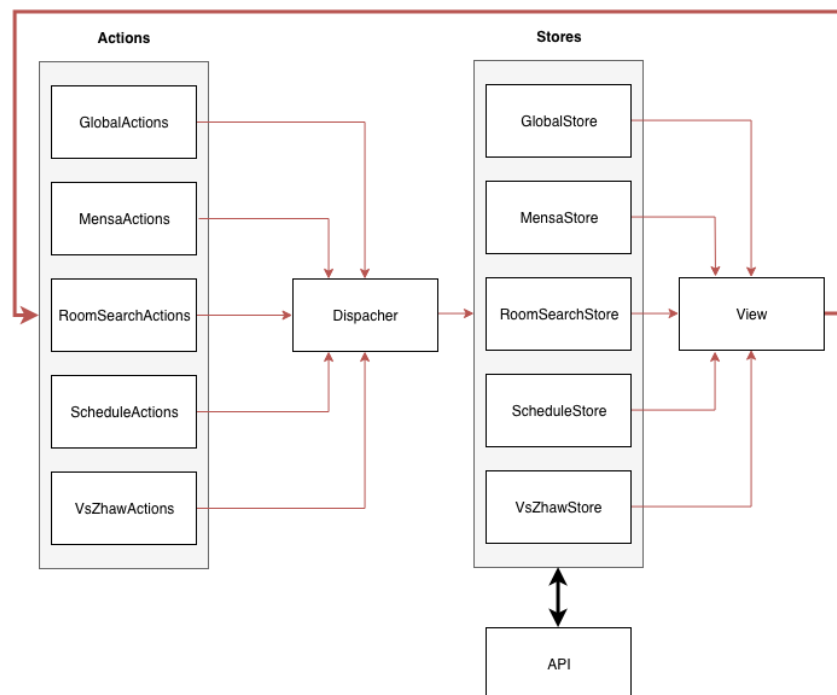 Actions
Stores
GlobalActions
MensaActions
RoomSearchActions
ScheduleActions
VsZhawActions
Dispacher
GlobalStore
MensaStore
RoomSearchStore
ScheduleStore
VsZhawStore
View
API